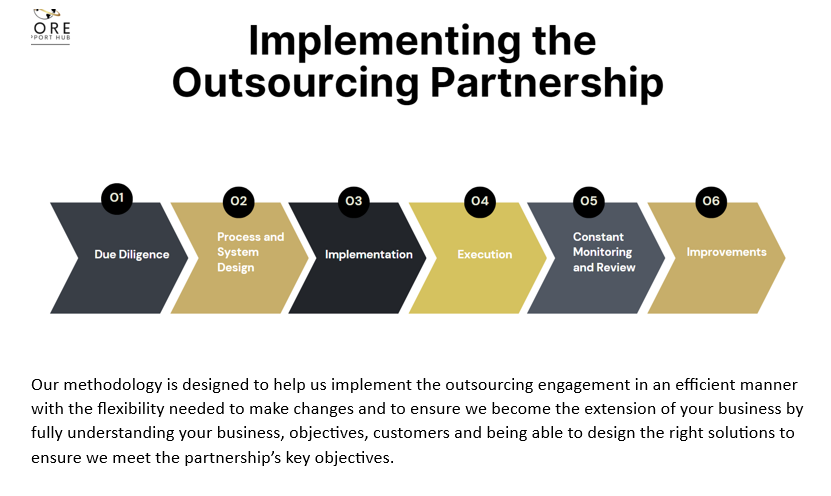 ORE
PORT HUB
Implementing the
Outsourcing Partnership
01
02
03
04
05
06
Due Diligence
Process and
System
Design
Implementation
Execution
Constant
Monitoring
and Review
Improvements
Our methodology is designed to help us implement the outsourcing engagement in an efficient manner
with the flexibility needed to make changes and to ensure we become the extension of your business by
fully understanding your business, objectives, customers and being able to design the right solutions to
ensure we meet the partnership’s key objectives.